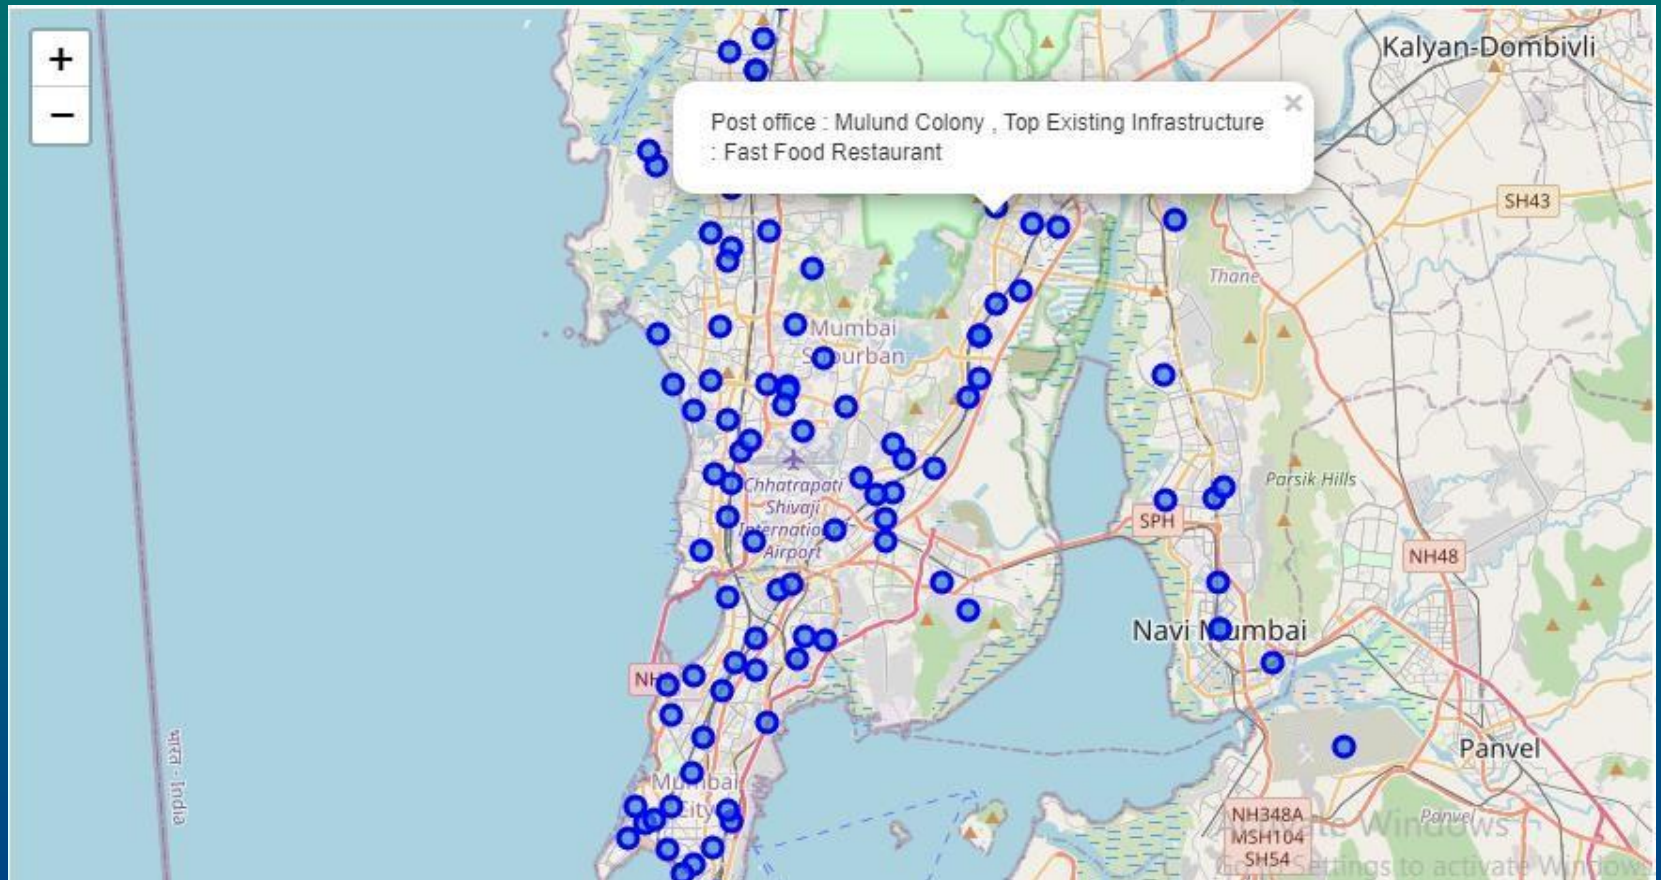 +
−
Kalyan-Dombivli
×
Post office : Mulund Colony , Top Existing Infrastructure
: Fast Food Restaurant
SH43
Thane
Mumbai
Suburban
Parsik Hills
Chhatrapati
Shivaji
International
Airport
SPH
NH48
Navi Mumbai
भारत - India
Panvel
Mumbai
City
NH348A
MSH104
SH54
Panvel
Activate Windows
Go to Settings to activate Windows.